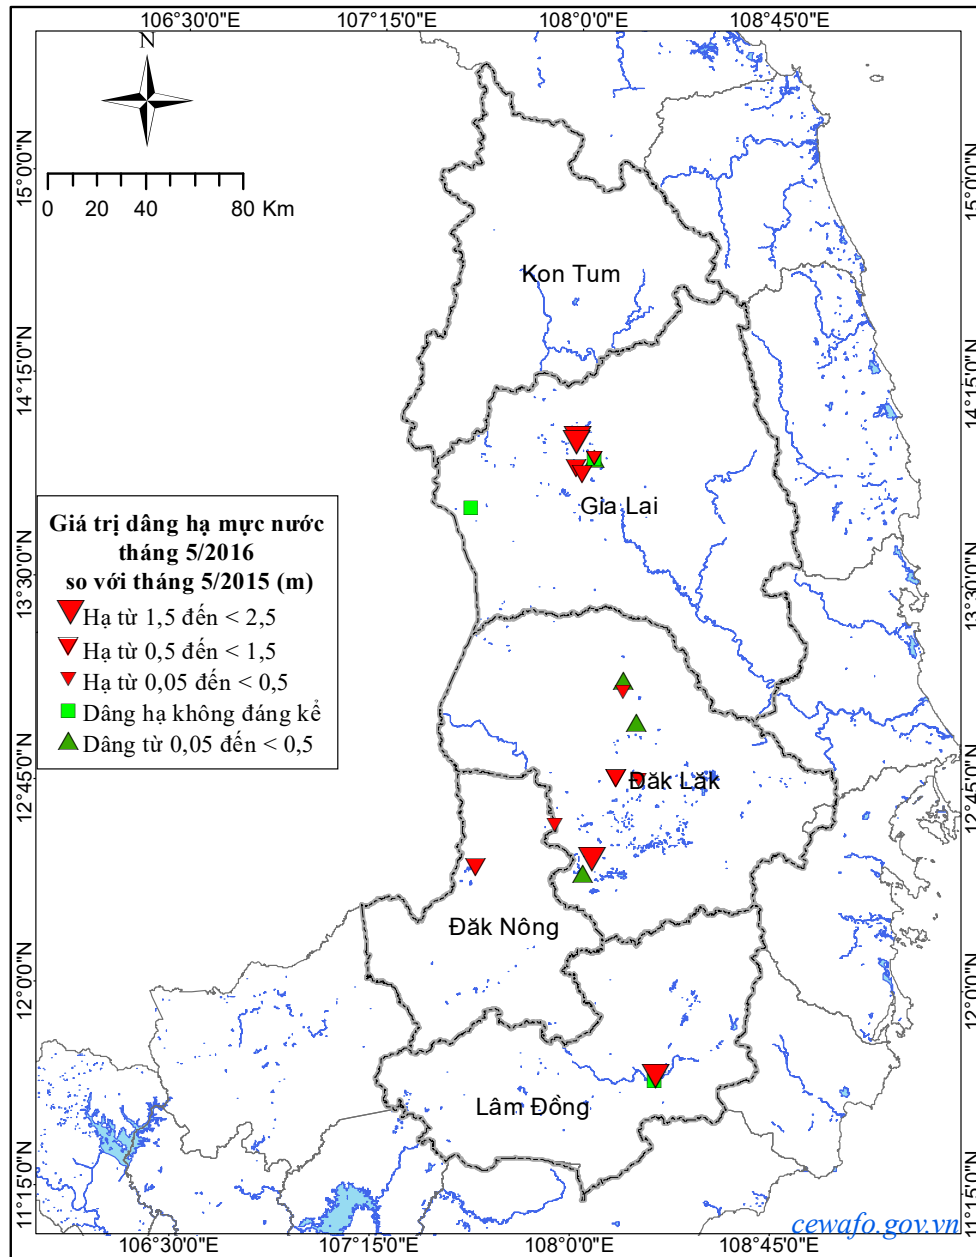 106°30'0"E 107°15'0"E 108°0'0"E 108°45'0"E
N
0 20 40 80 Km
15°0'0"N
15°0'0"N
Kon Tum
14°15'0"N
14°15'0"N
Gia Lai
Giá trị dâng hạ mực nước
tháng 5/2016
so với tháng 5/2015 (m)
Hạ từ 1,5 đến < 2,5
Hạ từ 0,5 đến < 1,5
Hạ từ 0,05 đến < 0,5
Dâng hạ không đáng kể
Dâng từ 0,05 đến < 0,5
13°30'0"N
13°30'0"N
Đăk Lăk
12°45'0"N
12°45'0"N
Đăk Nông
12°0'0"N
12°0'0"N
Lâm Đồng
11°15'0"N
11°15'0"N
cewafo.gov.vn
106°30'0"E 107°15'0"E 108°0'0"E 108°45'0"E